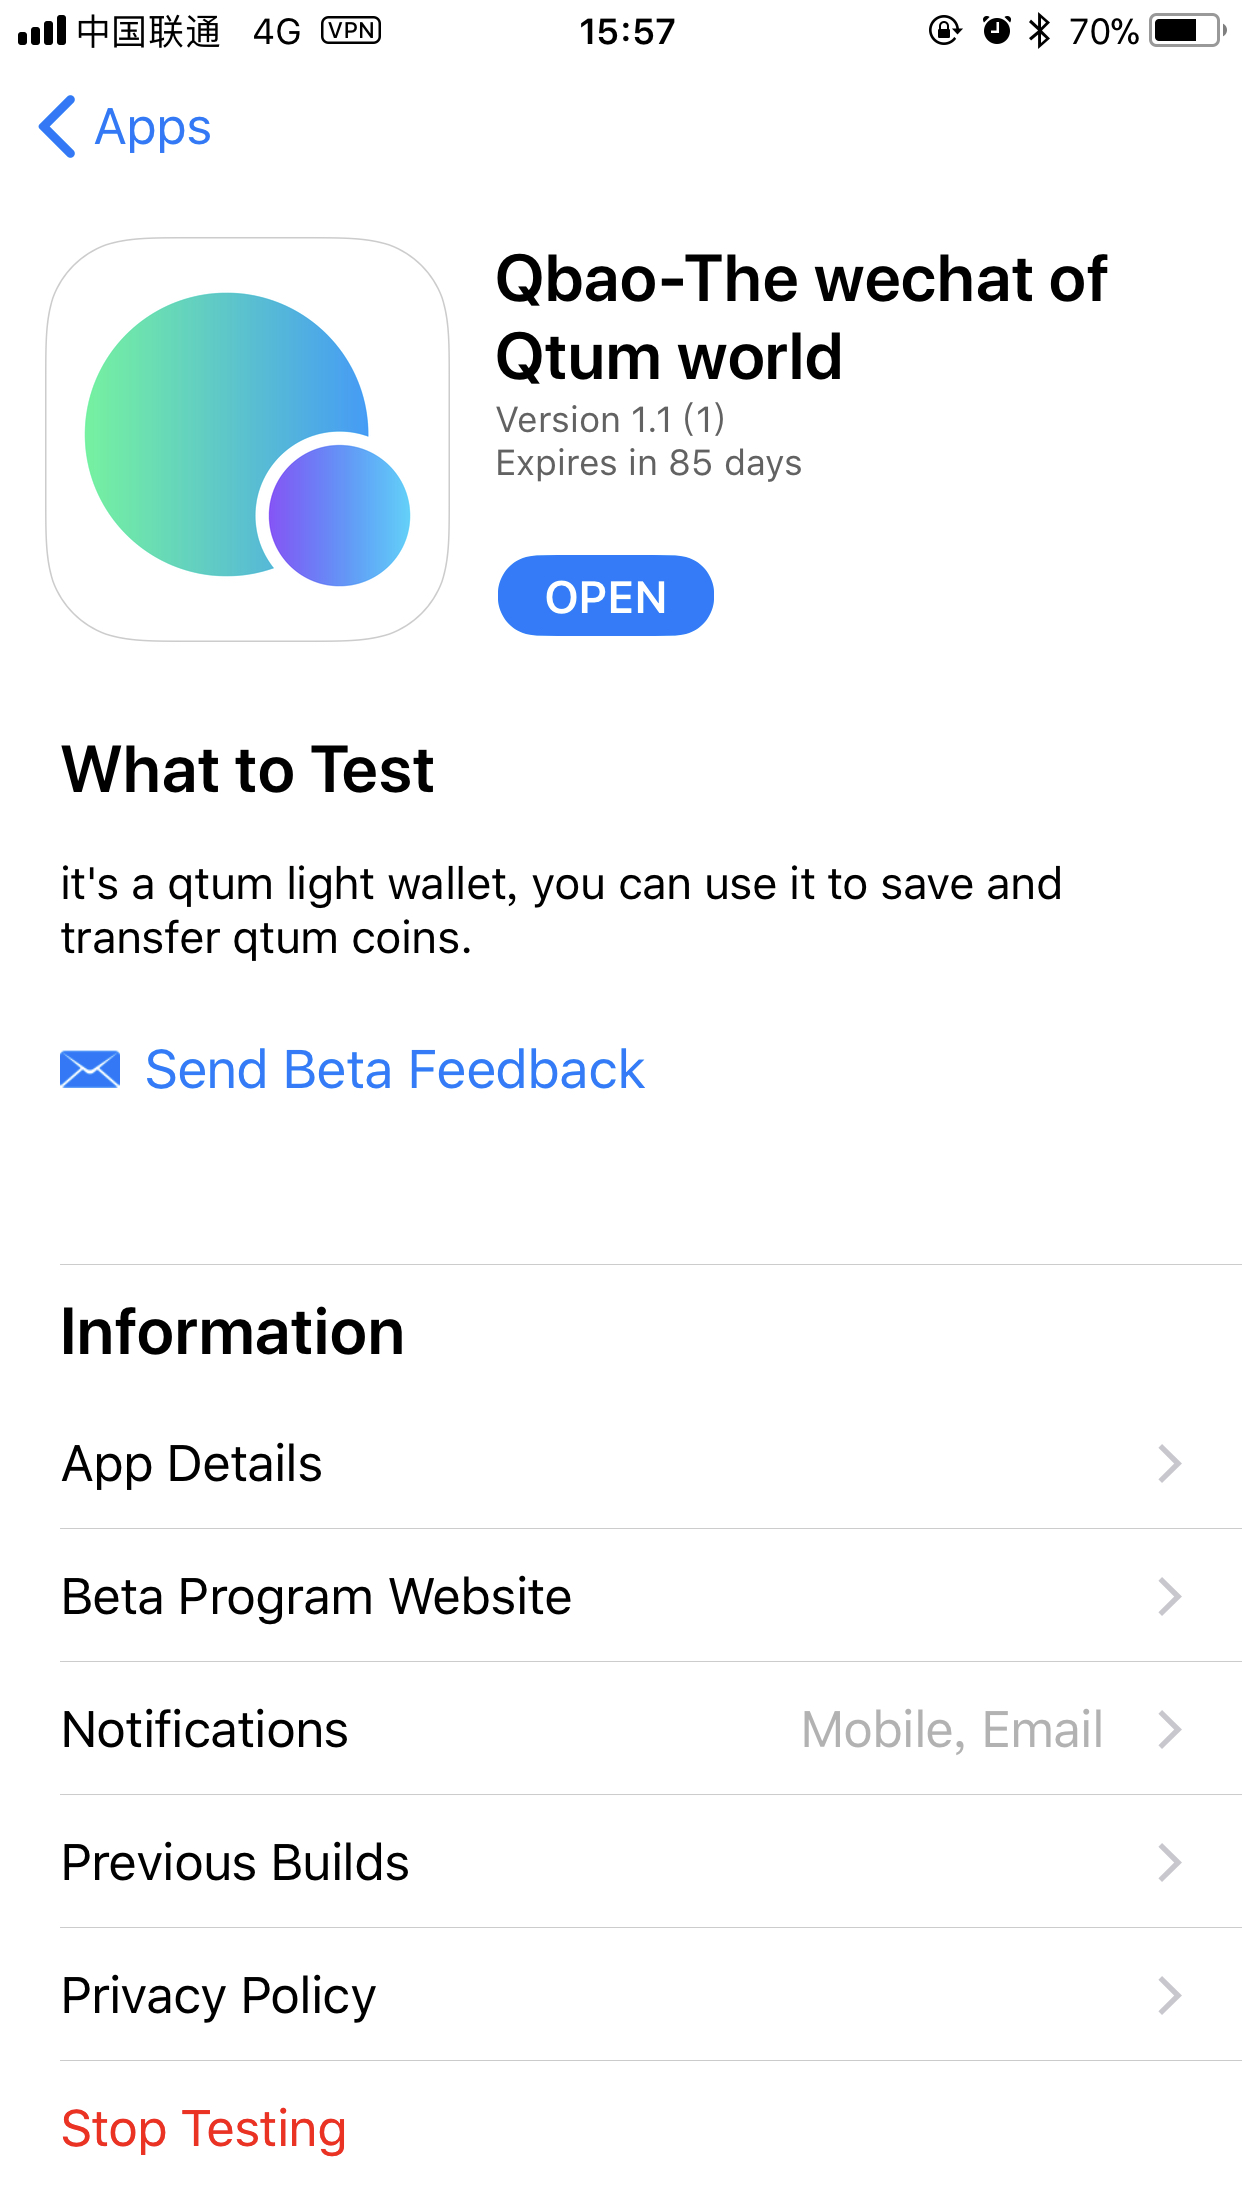 中国联通 4G VPN 15:57 70%
Apps
Qbao-The wechat of
Qtum world
Version 1.1 (1)
Expires in 85 days
OPEN
What to Test
it's a qtum light wallet, you can use it to save and
transfer qtum coins.
Send Beta Feedback
Information
App Details
Beta Program Website
Notifications Mobile, Email
Previous Builds
Privacy Policy
Stop Testing